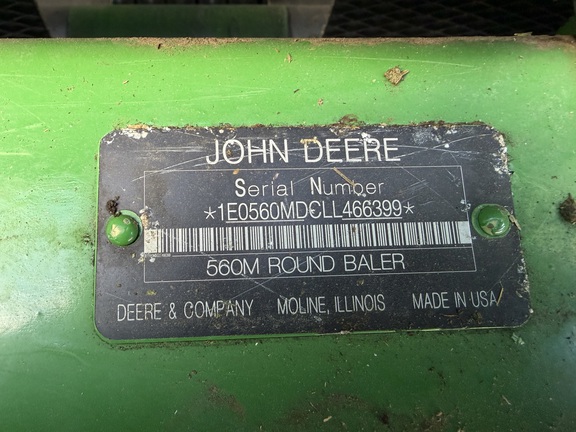 JOHN DEERE
Serial Number
*1E0560MDCLL466399*
560M ROUND BALER
DEERE & COMPANY MOLINE, ILLINOIS MADE IN USA